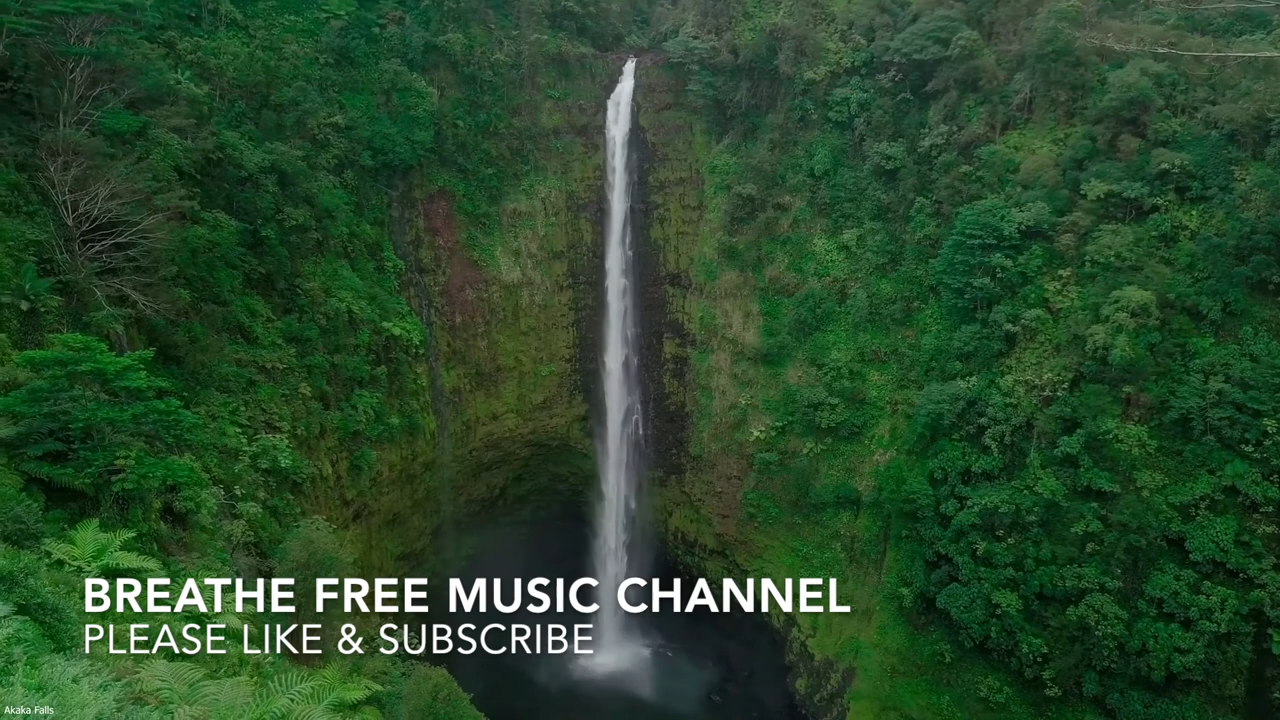 BREATHE FREE MUSIC CHANNEL
PLEASE LIKE & SUBSCRIBE
Akaka Falls